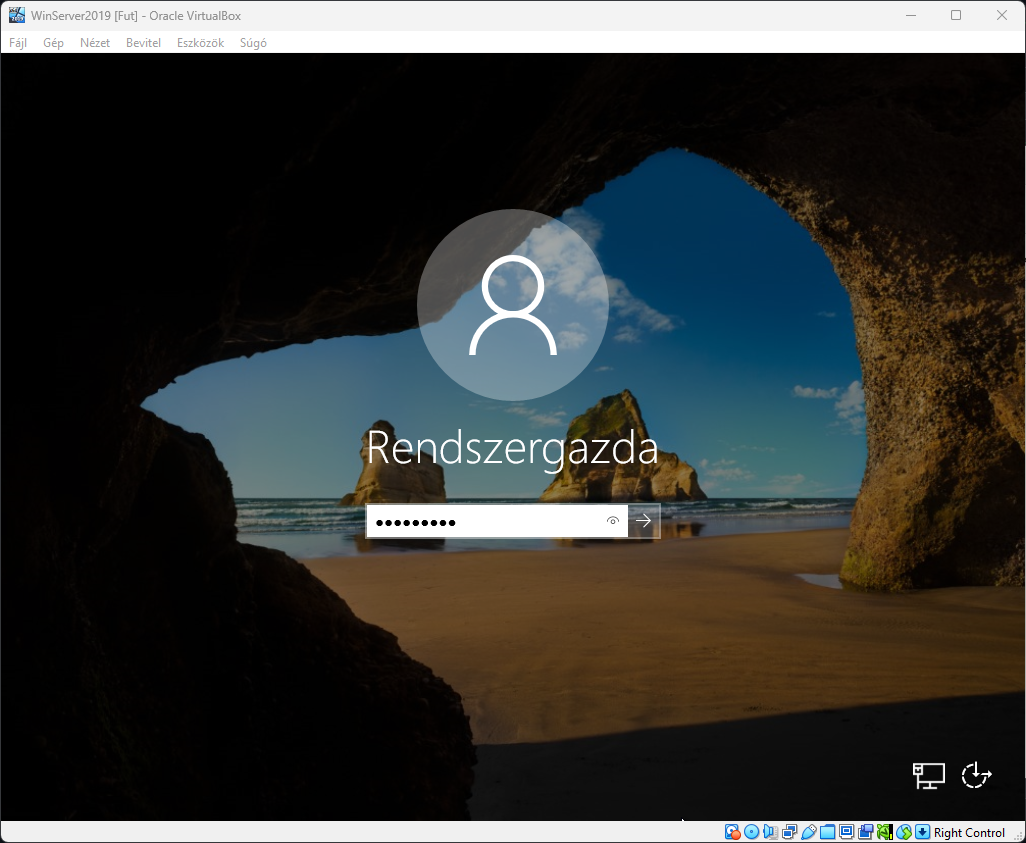 WinServer2019 [Fut] - Oracle VirtualBox
Fájl Gép Nézet Bevitel Eszközök Súgó
Rendszergazda
Right Control